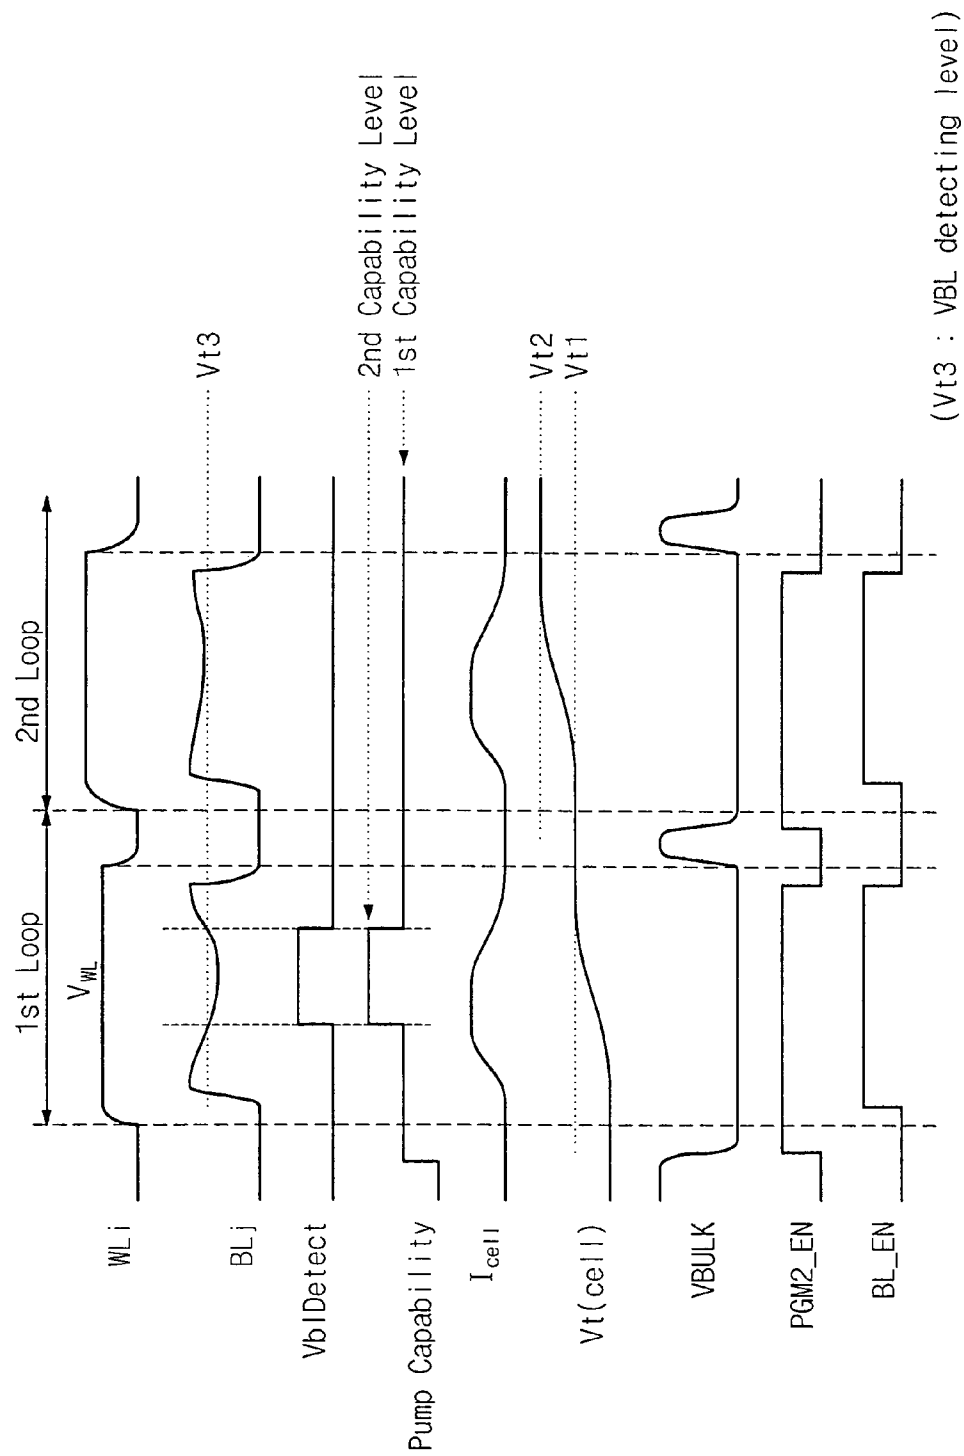 1st Loop
2nd Loop
WLi
V_WL
BLj
Vt3
VblDetect
2nd Capability Level
Pump Capability
1st Capability Level
I_cell
Vt(cell)
Vt2
Vt1
VBULK
PGM2_EN
BL_EN
(Vt3 : VBL detecting level)